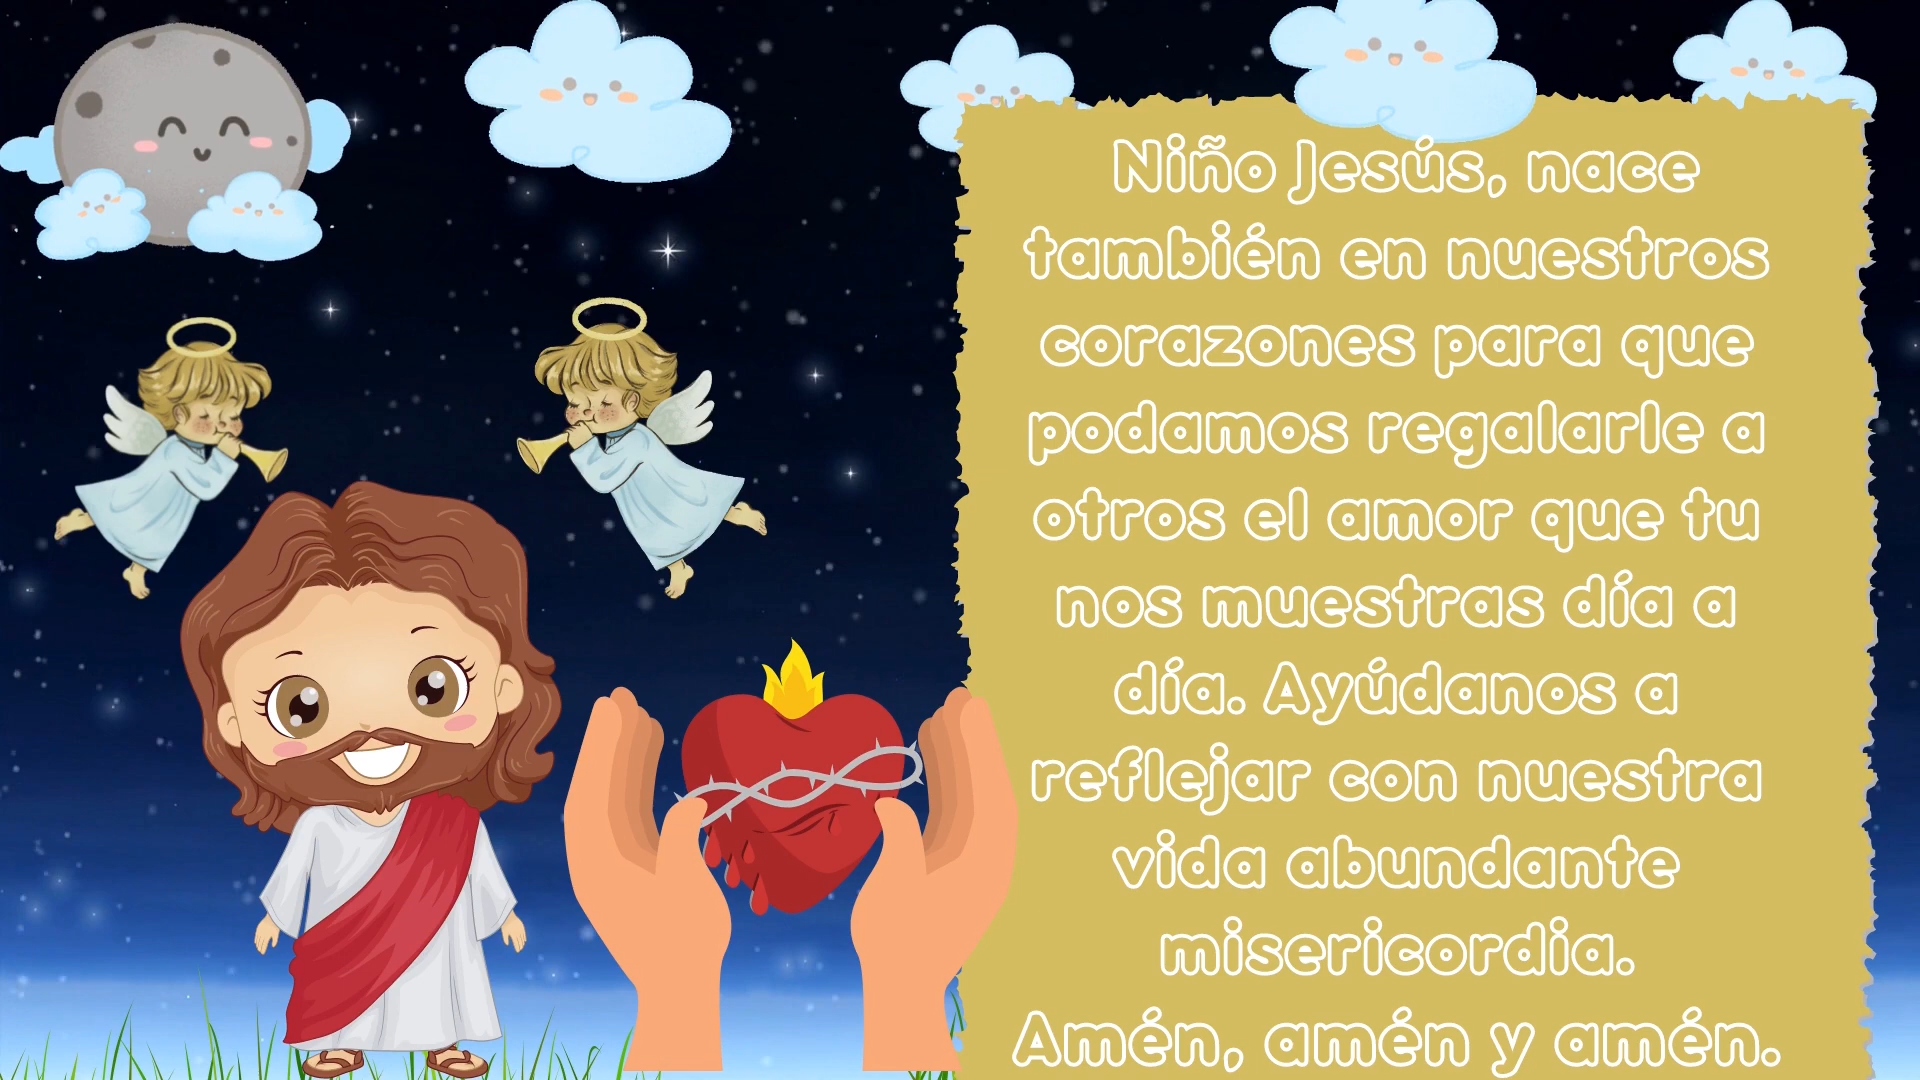 Niño Jesús, nace
también en nuestros
corazones para que
podamos regalarle a
otros el amor que tu
nos muestras día a
día. Ayúdanos a
reflejar con nuestra
vida abundante
misericordia.
Amén, amén y amén.